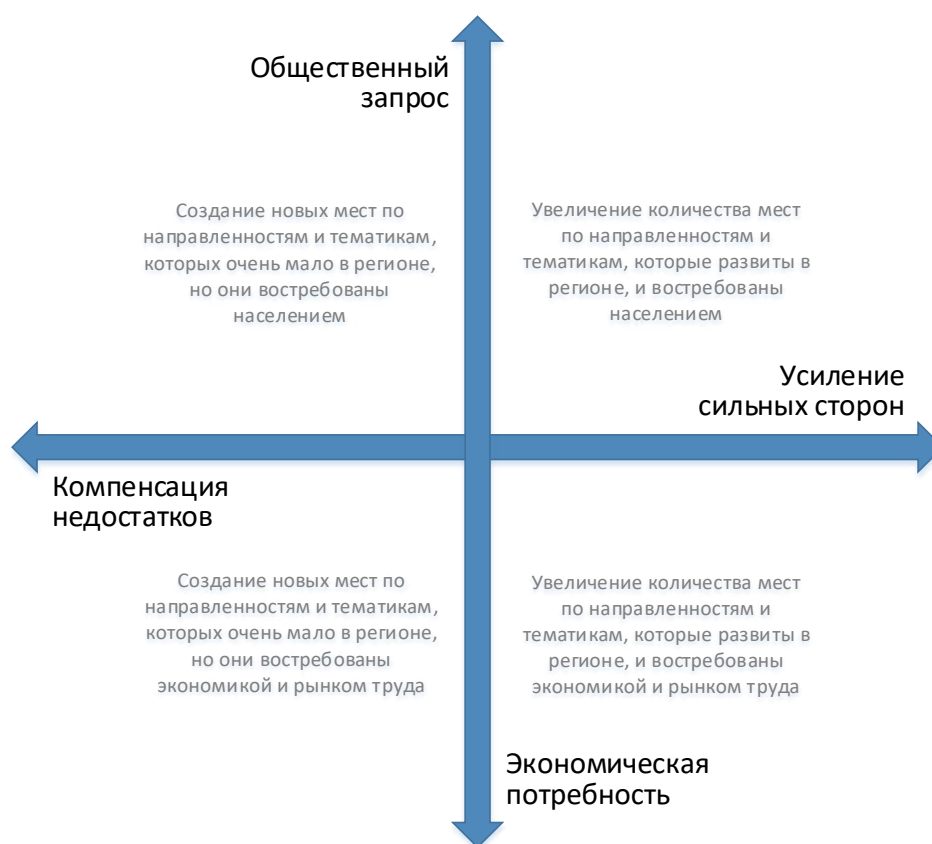 Общественный
запрос
Создание новых мест по
направленностям и тематикам,
которых очень мало в регионе,
но они востребованы
населением
Увеличение количества мест
по направленностям и
тематикам, которые развиты в
регионе, и востребованы
населением
Усиление
сильных сторон
Компенсация
недостатков
Создание новых мест по
направленностям и тематикам,
которых очень мало в регионе,
но они востребованы
экономикой и рынком труда
Увеличение количества мест
по направленностям и
тематикам, которые развиты в
регионе, и востребованы
экономикой и рынком труда
Экономическая
потребность